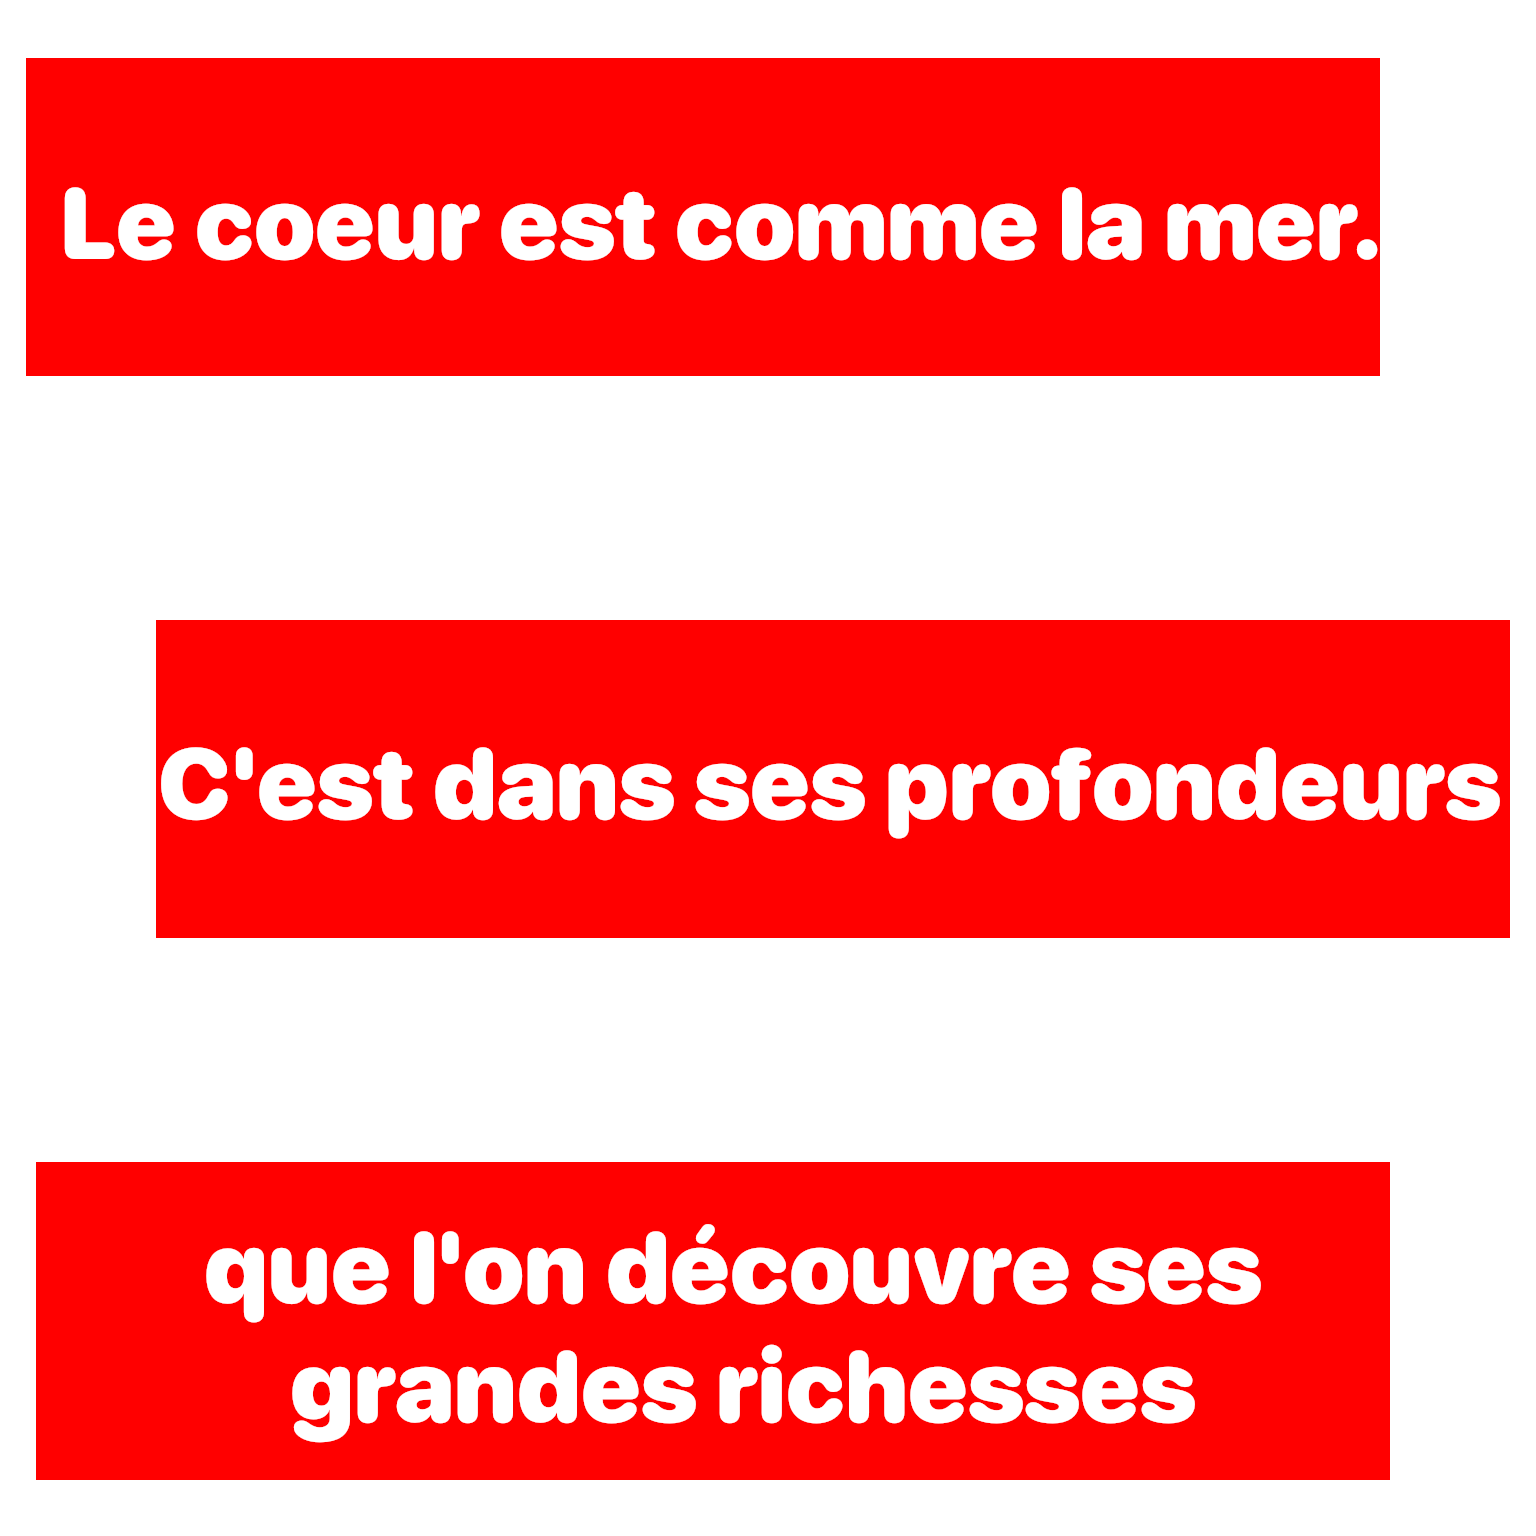 Le coeur est comme la mer.
C'est dans ses profondeurs
que l'on découvre ses
grandes richesses